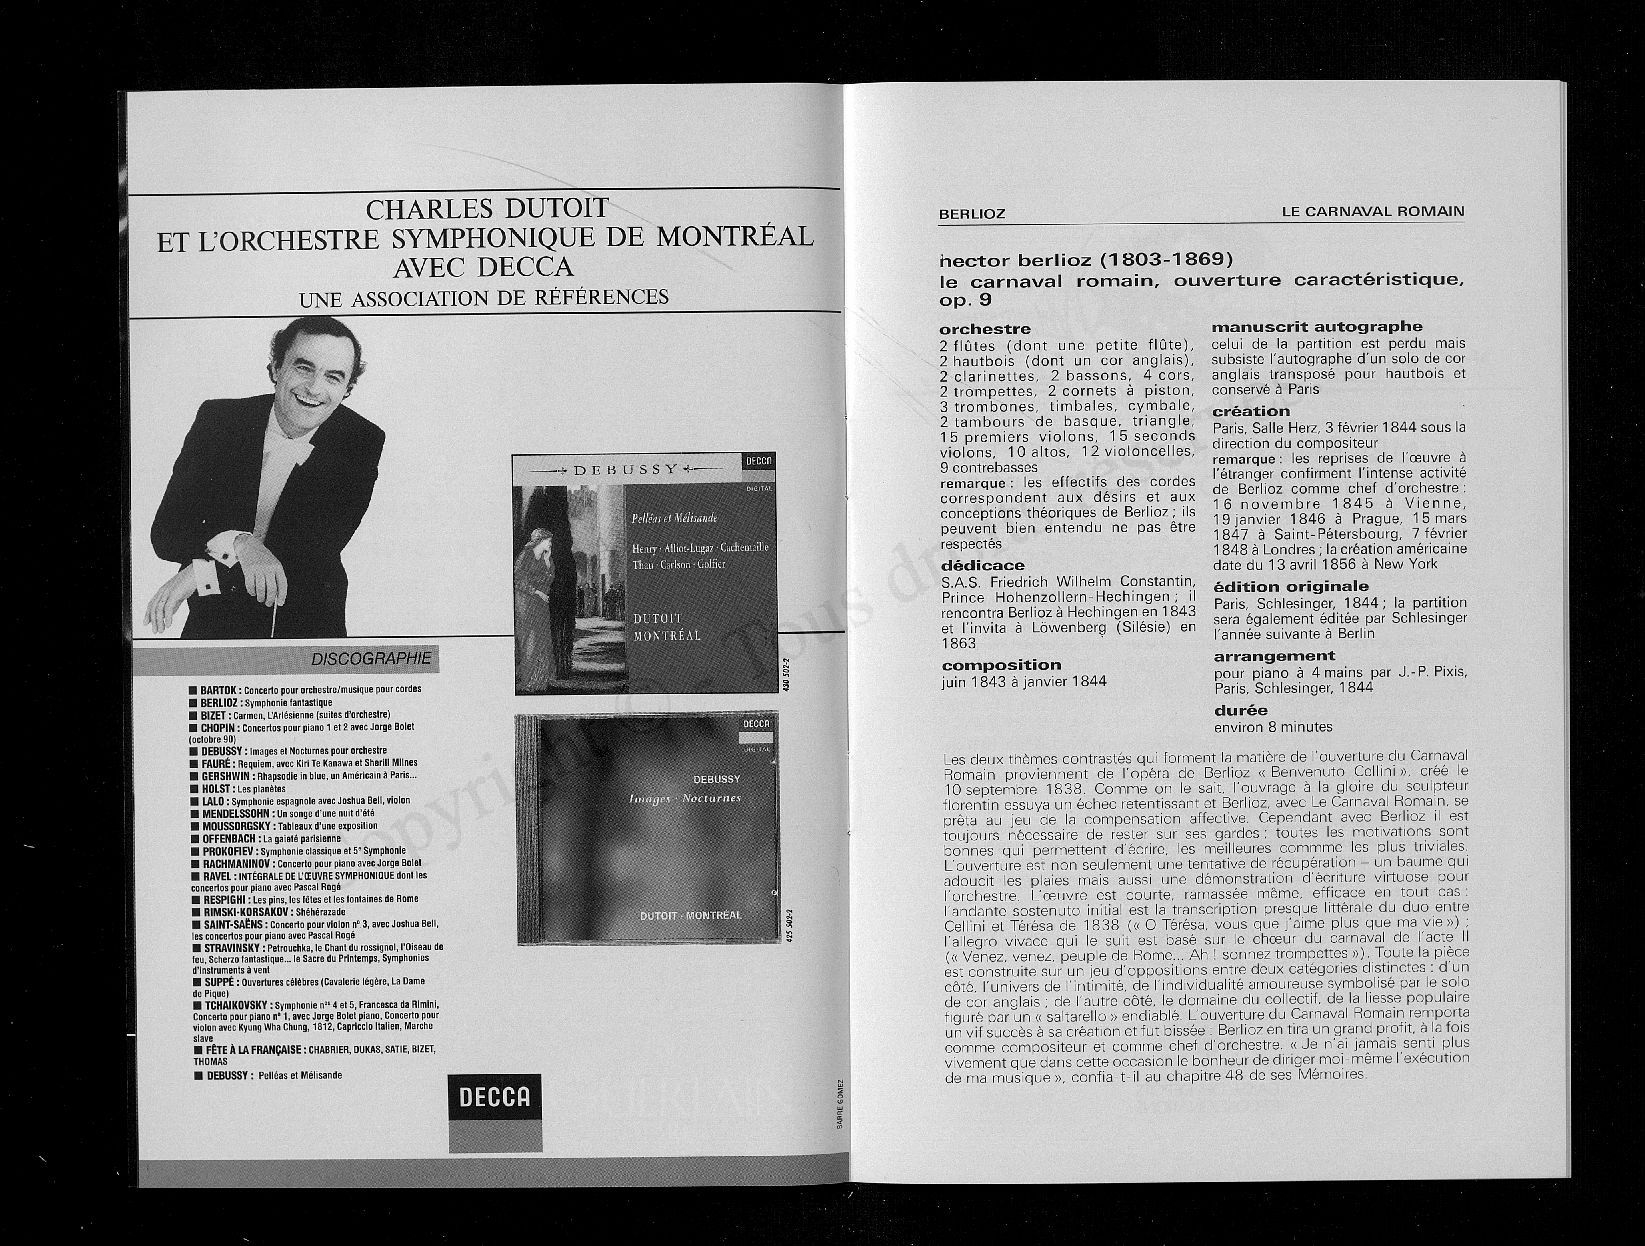 CHARLES DUTOIT
ET L'ORCHESTRE SYMPHONIQUE DE MONTRÉAL
AVEC DECCA
UNE ASSOCIATION DE RÉFÉRENCES
DEBUSSY
DECCA
DIGITAL
Pelléas et Mélisande
Henry · Alliot-Lugaz · Cachemaille
Thau · Carlson · Golfier
DUTOIT
MONTRÉAL
430 502-2
DECCA
DIGITAL
DEBUSSY
Images · Nocturnes
DUTOIT · MONTRÉAL
425 502-2
DISCOGRAPHIE
■ BARTOK : Concerto pour orchestre/musique pour cordes
■ BERLIOZ : Symphonie fantastique
■ BIZET : Carmen, L'Arlésienne (suites d'orchestre)
■ CHOPIN : Concertos pour piano 1 et 2 avec Jorge Bolet
(octobre 90)
■ DEBUSSY : Images et Nocturnes pour orchestre
■ FAURÉ : Requiem, avec Kiri Te Kanawa et Sherill Milnes
■ GERSHWIN : Rhapsodie in blue, un Américain à Paris...
■ HOLST : Les planètes
■ LALO : Symphonie espagnole avec Joshua Bell, violon
■ MENDELSSOHN : Un songe d'une nuit d'été
■ MOUSSORGSKY : Tableaux d'une exposition
■ OFFENBACH : La gaieté parisienne
■ PROKOFIEV : Symphonie classique et 5e Symphonie
■ RACHMANINOV : Concerto pour piano avec Jorge Bolet
■ RAVEL : INTÉGRALE DE L'ŒUVRE SYMPHONIQUE dont les
concertos pour piano avec Pascal Rogé
■ RESPIGHI : Les pins, les fêtes et les fontaines de Rome
■ RIMSKI-KORSAKOV : Shéhérazade
■ SAINT-SAËNS : Concerto pour violon n° 3, avec Joshua Bell,
les concertos pour piano avec Pascal Rogé
■ STRAVINSKY : Petrouchka, le Chant du rossignol, l'Oiseau de
feu, Scherzo fantastique... le Sacre du Printemps, Symphonies
d'instruments à vent
■ SUPPÉ : Ouvertures célèbres (Cavalerie légère, La Dame
de Pique)
■ TCHAIKOVSKY : Symphonie nos 4 et 5, Francesca da Rimini,
Concerto pour piano n° 1, avec Jorge Bolet piano, Concerto pour
violon avec Kyung Wha Chung, 1812, Capriccio Italien, Marche
slave
■ FÊTE À LA FRANÇAISE : CHABRIER, DUKAS, SATIE, BIZET,
THOMAS
■ DEBUSSY : Pelléas et Mélisande
DECCA
BARRE GOMEZ
BERLIOZ LE CARNAVAL ROMAIN
hector berlioz (1803-1869)
le carnaval romain, ouverture caractéristique,
op. 9
orchestre
2 flûtes (dont une petite flûte),
2 hautbois (dont un cor anglais),
2 clarinettes, 2 bassons, 4 cors,
2 trompettes, 2 cornets à piston,
3 trombones, timbales, cymbale,
2 tambours de basque, triangle,
15 premiers violons, 15 seconds
violons, 10 altos, 12 violoncelles,
9 contrebasses
remarque : les effectifs des cordes
correspondent aux désirs et aux
conceptions théoriques de Berlioz ; ils
peuvent bien entendu ne pas être
respectés
dédicace
S.A.S. Friedrich Wilhelm Constantin,
Prince Hohenzollern-Hechingen ; il
rencontra Berlioz à Hechingen en 1843
et l'invita à Löwenberg (Silésie) en
1863
composition
juin 1843 à janvier 1844
manuscrit autographe
celui de la partition est perdu mais
subsiste l'autographe d'un solo de cor
anglais transposé pour hautbois et
conservé à Paris
création
Paris, Salle Herz, 3 février 1844 sous la
direction du compositeur
remarque : les reprises de l'œuvre à
l'étranger confirment l'intense activité
de Berlioz comme chef d'orchestre :
16 novembre 1845 à Vienne,
19 janvier 1846 à Prague, 15 mars
1847 à Saint-Pétersbourg, 7 février
1848 à Londres ; la création américaine
date du 13 avril 1856 à New York
édition originale
Paris, Schlesinger, 1844 ; la partition
sera également éditée par Schlesinger
l'année suivante à Berlin
arrangement
pour piano à 4 mains par J.-P. Pixis,
Paris, Schlesinger, 1844
durée
environ 8 minutes
Les deux thèmes contrastés qui forment la matière de l'ouverture du Carnaval
Romain proviennent de l'opéra de Berlioz « Benvenuto Cellini », créé le
10 septembre 1838. Comme on le sait, l'ouvrage à la gloire du sculpteur
florentin essuya un échec retentissant et Berlioz, avec Le Carnaval Romain, se
prêta au jeu de la compensation affective. Cependant avec Berlioz il est
toujours nécessaire de rester sur ses gardes : toutes les motivations sont
bonnes qui permettent d'écrire, les meilleures commme les plus triviales.
L'ouverture est non seulement une tentative de récupération – un baume qui
adoucit les plaies mais aussi une démonstration d'écriture virtuose pour
l'orchestre. L'œuvre est courte, ramassée même, efficace en tout cas :
l'andante sostenuto initial est la transcription presque littérale du duo entre
Cellini et Térésa de 1838 (« O Térésa, vous que j'aime plus que ma vie ») ;
l'allegro vivace qui le suit est basé sur le chœur du carnaval de l'acte II
(« Venez, venez, peuple de Rome... Ah ! sonnez trompettes »). Toute la pièce
est construite sur un jeu d'oppositions entre deux catégories distinctes : d'un
côté, l'univers de l'intimité, de l'individualité amoureuse symbolisé par le solo
de cor anglais ; de l'autre côté, le domaine du collectif, de la liesse populaire
figuré par un « saltarello » endiablé. L'ouverture du Carnaval Romain remporta
un vif succès à sa création et fut bissée : Berlioz en tira un grand profit, à la fois
comme compositeur et comme chef d'orchestre. « Je n'ai jamais senti plus
vivement que dans cette occasion le bonheur de diriger moi-même l'exécution
de ma musique », confia-t-il au chapitre 48 de ses Mémoires.